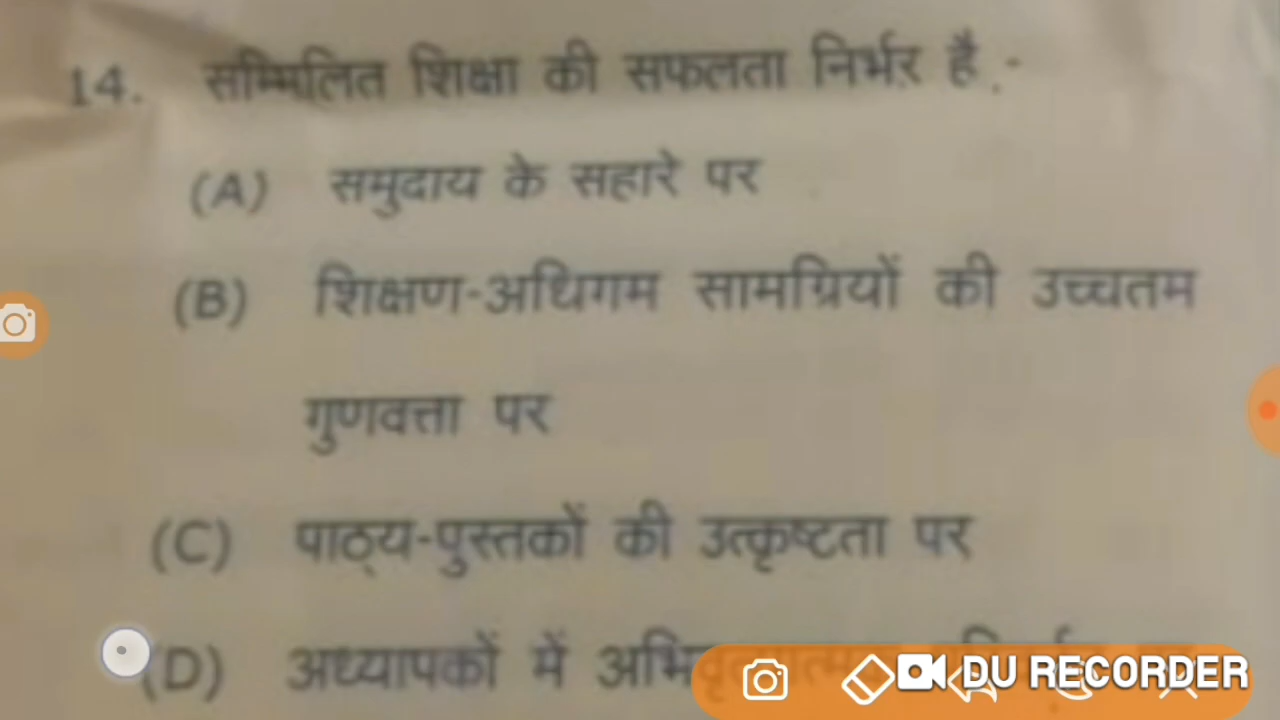 14. सम्मिलित शिक्षा की सफलता निर्भर है -
(A) समुदाय के सहारे पर
(B) शिक्षण-अधिगम सामग्रियों की उच्चतम
गुणवत्ता पर
(C) पाठ्य-पुस्तकों की उत्कृष्टता पर
(D) अध्यापकों में
DU RECORDER